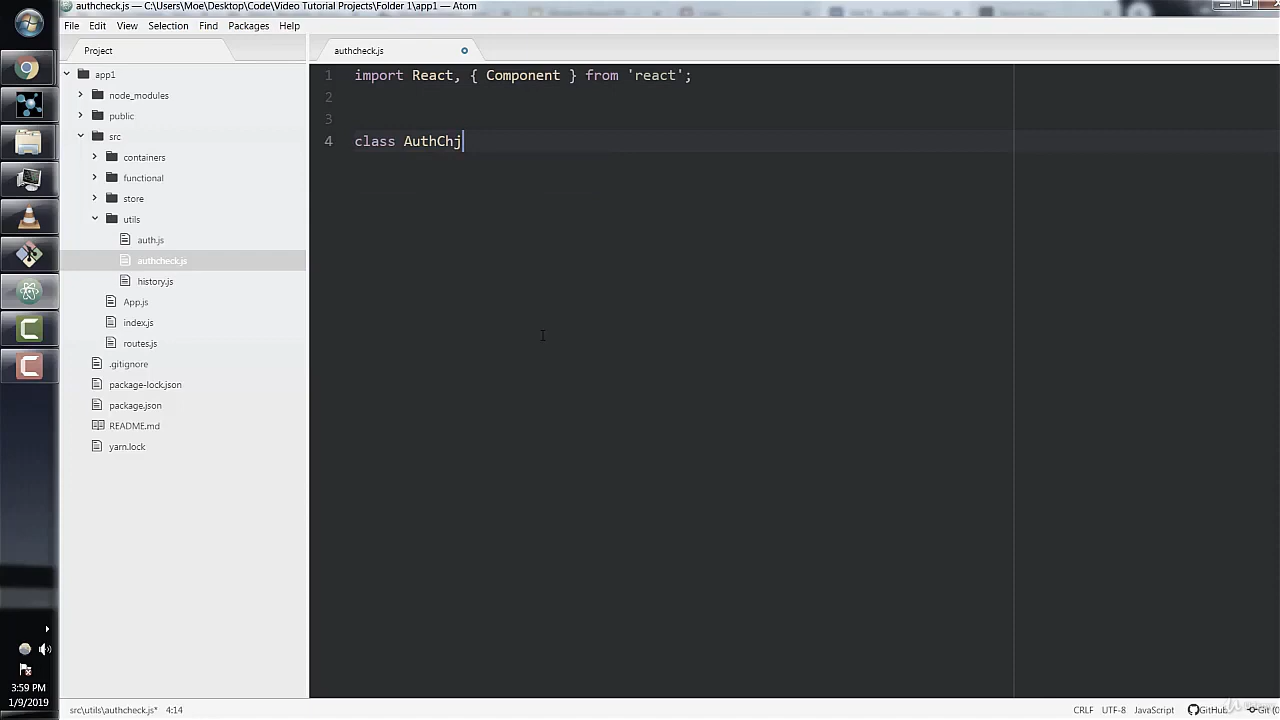 authcheck.js — C:\Users\Moe\Desktop\Code\Video Tutorial Projects\Folder 1\app1 — Atom
File Edit View Selection Find Packages Help
Project
authcheck.js
app1
node_modules
public
src
containers
functional
store
utils
auth.js
authcheck.js
history.js
App.js
index.js
routes.js
.gitignore
package-lock.json
package.json
README.md
yarn.lock
1 import React, { Component } from 'react';
2
3
4 class AuthChj
3:59 PM
1/9/2019
src\utils\authcheck.js* 4:14
CRLF UTF-8 JavaScript GitHub Git (0